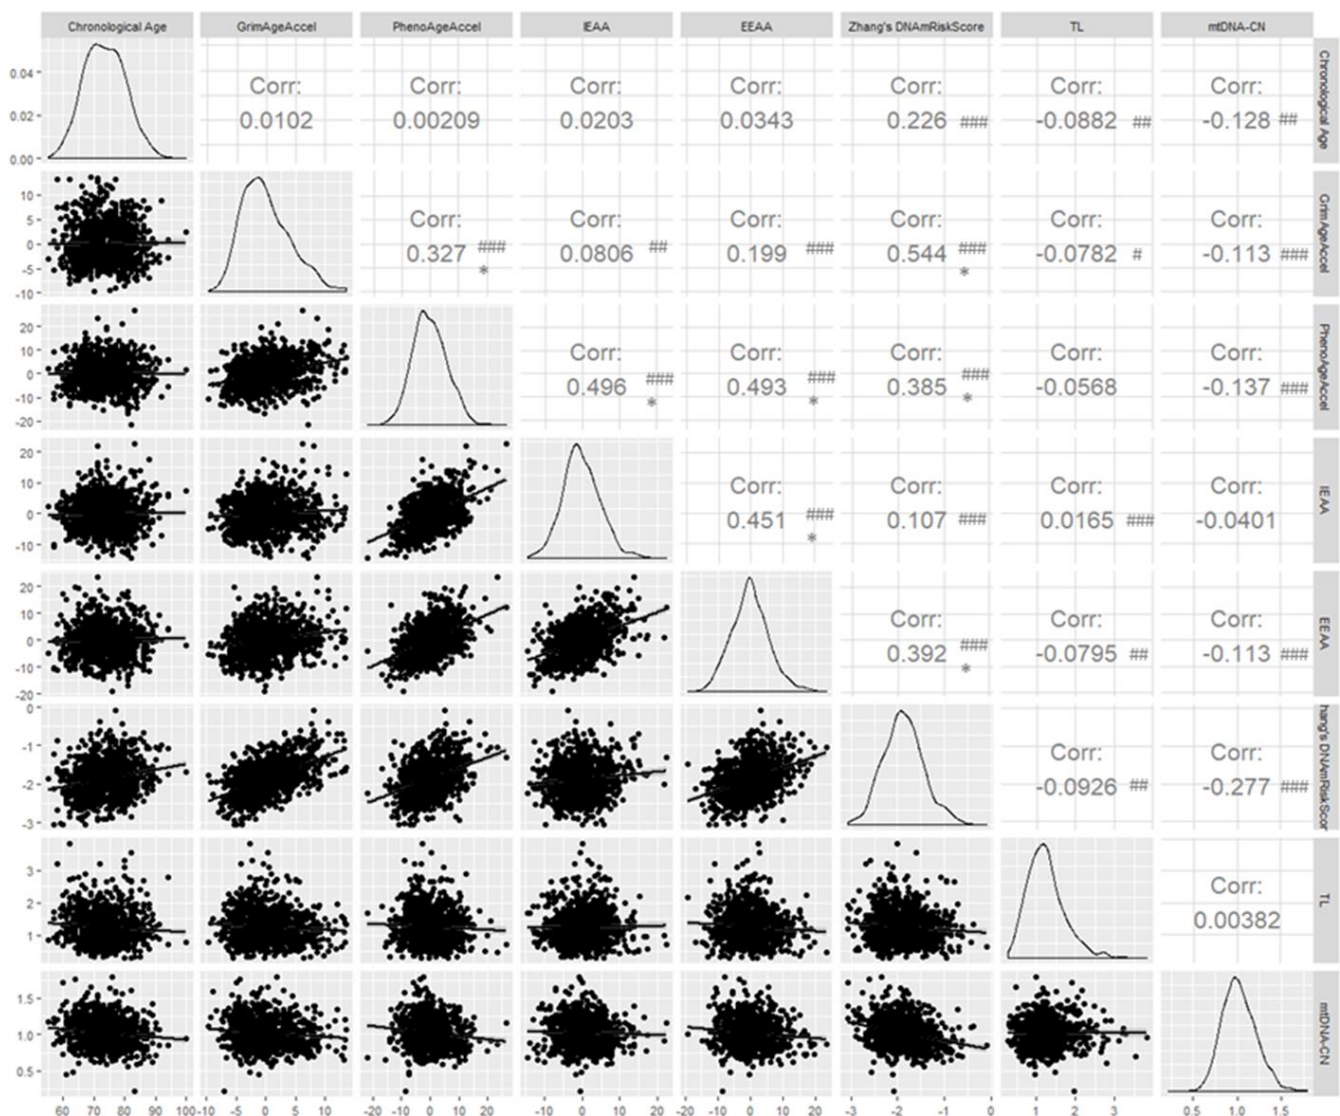 Chronological Age GrimAgeAccel PhenoAgeAccel IEAA EEAA Zhang's DNAmRiskScore TL mtDNA-CN
0.04
0.02
0.00
Corr:
0.0102
Corr:
0.00209
Corr:
0.0203
Corr:
0.0343
Corr:
0.226 ###
Corr:
-0.0882 ##
Corr:
-0.128 ##
Chronological Age
10
5
0
-5
-10
Corr:
0.327 ###
*
Corr:
0.0806 ##
Corr:
0.199 ###
Corr:
0.544 ###
*
Corr:
-0.0782 #
Corr:
-0.113 ###
GrimAgeAccel
20
10
0
-10
-20
Corr:
0.496 ###
*
Corr:
0.493 ###
*
Corr:
0.385 ###
*
Corr:
-0.0568
Corr:
-0.137 ###
PhenoAgeAccel
20
10
0
-10
Corr:
0.451 ###
*
Corr:
0.107 ###
Corr:
0.0165 ###
Corr:
-0.0401
IEAA
20
10
0
-10
-20
Corr:
0.392 ###
*
Corr:
-0.0795 ##
Corr:
-0.113 ###
EEAA
0
-1
-2
-3
Corr:
-0.0926 ##
Corr:
-0.277 ###
hang's DNAmRiskScor
3
2
1
Corr:
0.00382
TL
1.5
1.0
0.5
mtDNA-CN
60 70 80 90 100 -10 -5 0 5 10 -20 -10 0 10 20 -10 0 10 20 -20 -10 0 10 20 -3 -2 -1 0 1 2 3 0.5 1.0 1.5